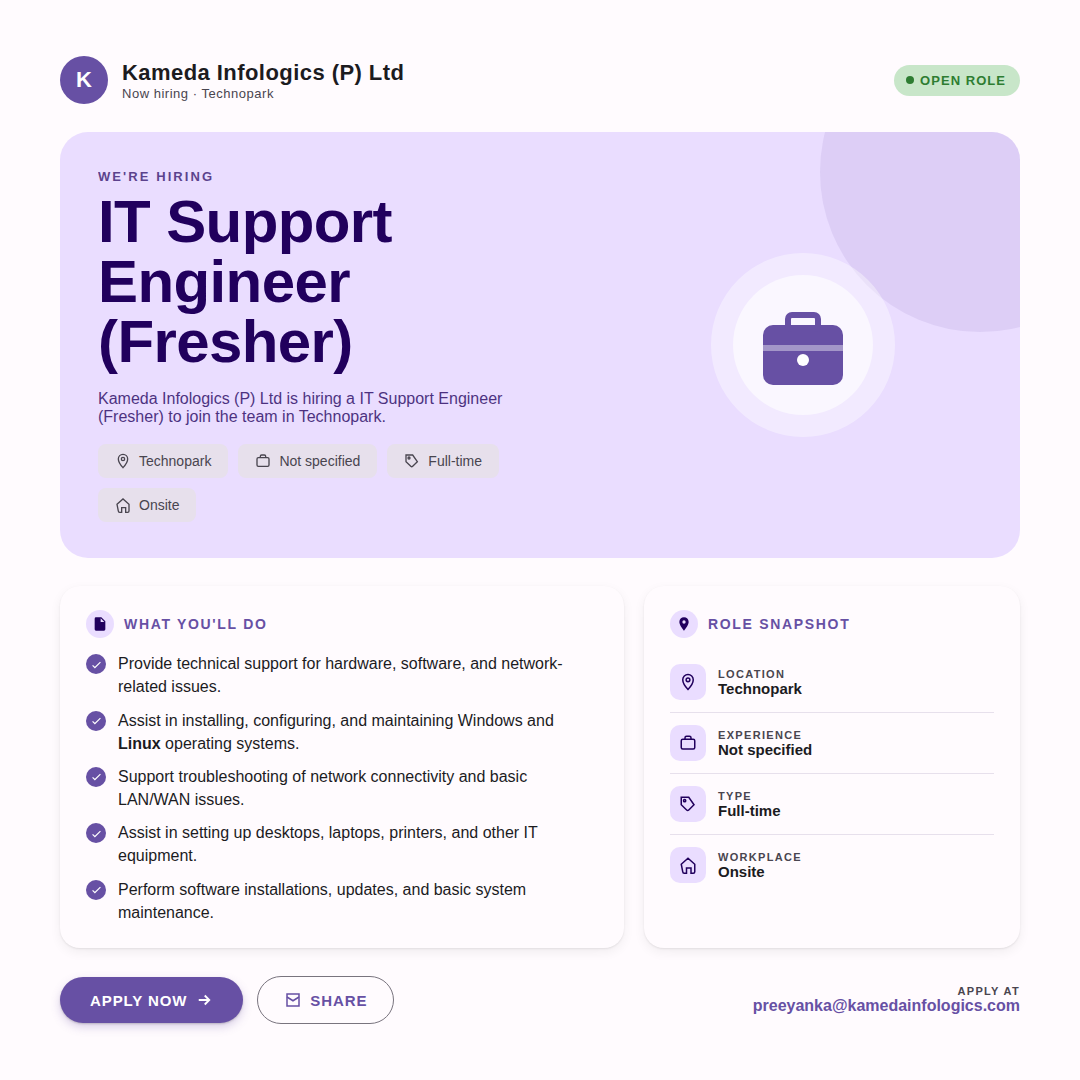 K
Kameda Infologics (P) Ltd
Now hiring · Technopark
OPEN ROLE
WE'RE HIRING
IT Support
Engineer
(Fresher)
Kameda Infologics (P) Ltd is hiring a IT Support Engineer
(Fresher) to join the team in Technopark.
Technopark
Not specified
Full-time
Onsite
WHAT YOU'LL DO
Provide technical support for hardware, software, and network-
related issues.
Assist in installing, configuring, and maintaining Windows and
Linux operating systems.
Support troubleshooting of network connectivity and basic
LAN/WAN issues.
Assist in setting up desktops, laptops, printers, and other IT
equipment.
Perform software installations, updates, and basic system
maintenance.
ROLE SNAPSHOT
LOCATION
Technopark
EXPERIENCE
Not specified
TYPE
Full-time
WORKPLACE
Onsite
APPLY NOW
SHARE
APPLY AT
preeyanka@kamedainfologics.com